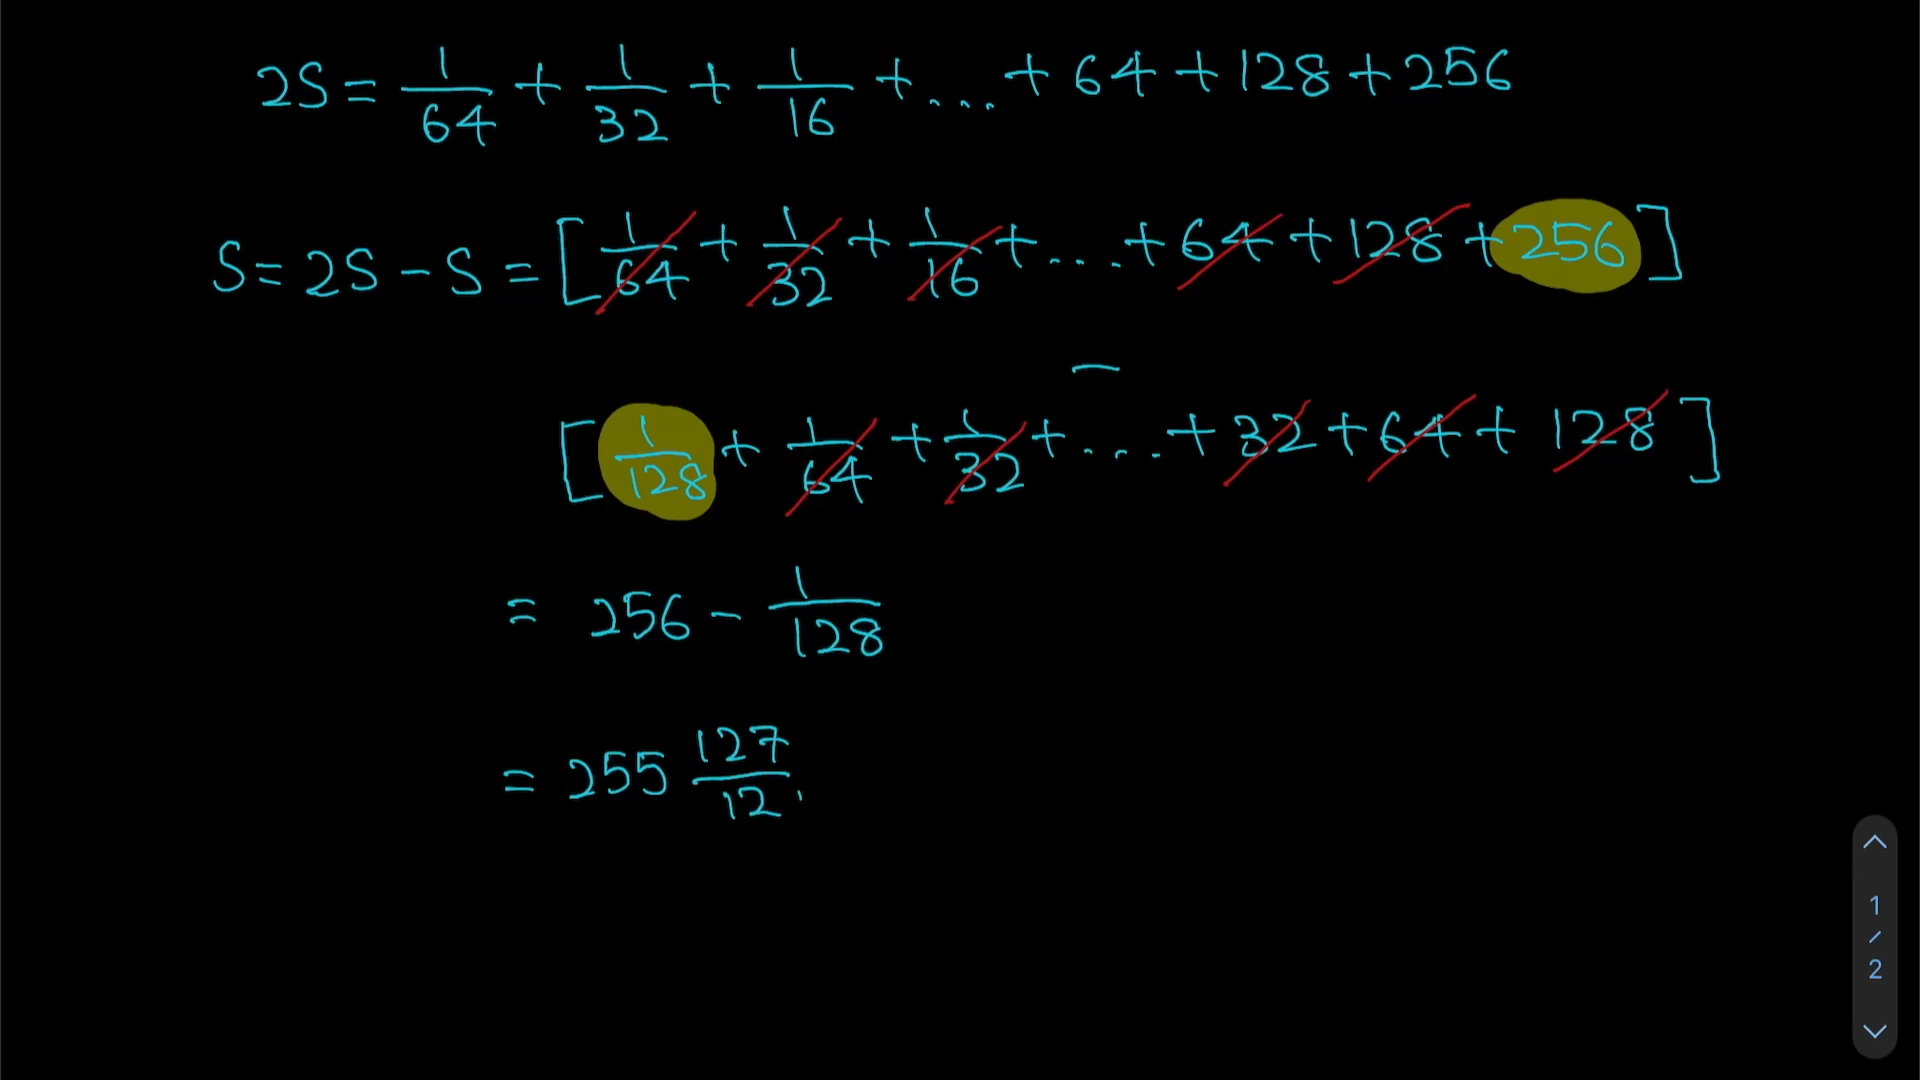 2S = 1/64 + 1/32 + 1/16 + .... + 64 + 128 + 256
S = 2S - S = [ 1/64 + 1/32 + 1/16 + .... + 64 + 128 + 256 ]
-
[ 1/128 + 1/64 + 1/32 + .... + 32 + 64 + 128 ]
= 256 - 1/128
= 255 127/12
1
/
2